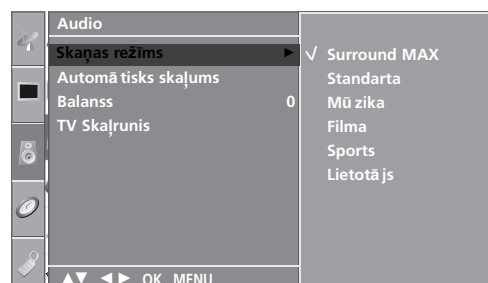 Audio
Skaņas režīms ►
Automā tisks skaļums
Balanss 0
TV Skaļrunis
√ Surround MAX
Standarta
Mū zika
Filma
Sports
Lietotā js
▲▼ ◄► OK MENU